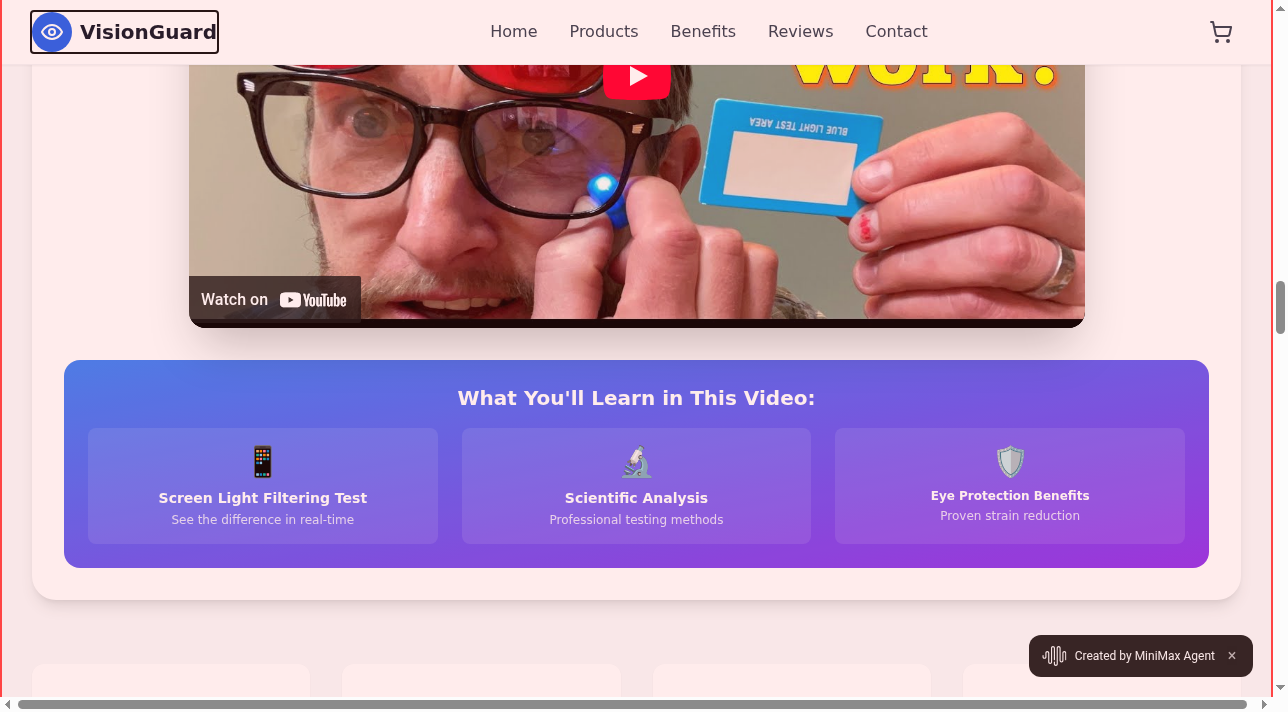 VisionGuard
Home
Products
Benefits
Reviews
Contact
WORK!
BLUE LIGHT TEST AREA
Watch on YouTube
What You'll Learn in This Video:
Screen Light Filtering Test
See the difference in real-time
Scientific Analysis
Professional testing methods
Eye Protection Benefits
Proven strain reduction
Created by MiniMax Agent